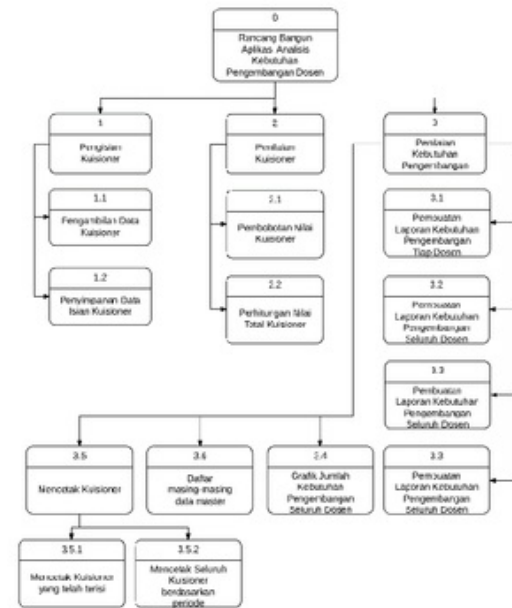 0
Rancang Bangun
Aplikasi Analisis
Kebutuhan
Pengembangan Dosen
1
Pengisian
Kuisioner
2
Penilaian
Kuisioner
3
Penilaian
Kebutuhan
Pengembangan
1.1
Pengambilan Data
Kuisioner
2.1
Pembobotan Nilai
Kuisioner
3.1
Pembuatan
Laporan Kebutuhan
Pengembangan
Tiap Dosen
1.2
Penyimpanan Data
Isian Kuisioner
2.2
Perhitungan Nilai
Total Kuisioner
3.2
Pembuatan
Laporan Kebutuhan
Pengembangan
Seluruh Dosen
3.3
Pembuatan
Laporan Kebutuhan
Pengembangan
Seluruh Dosen
3.5
Mencetak Kuisioner
3.6
Daftar
masing-masing
data master
3.4
Grafik Jumlah
Kebutuhan
Pengembangan
Seluruh Dosen
3.3
Pembuatan
Laporan Kebutuhan
Pengembangan
Seluruh Dosen
3.5.1
Mencetak Kuisioner
yang telah terisi
3.5.2
Mencetak Seluruh
Kuisioner
berdasarkan
periode